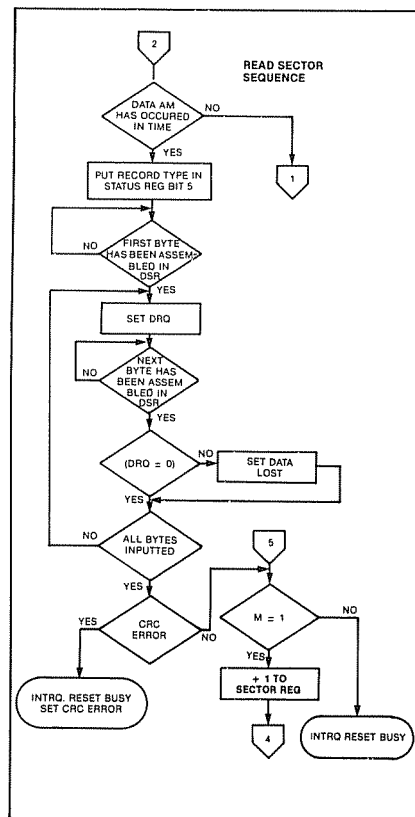 2
READ SECTOR
SEQUENCE
DATA AM
HAS OCCURED
IN TIME
NO
YES
1
PUT RECORD TYPE IN
STATUS REG BIT 5
NO
FIRST BYTE
HAS BEEN ASSEM-
BLED IN
DSR
YES
SET DRQ
NO
NEXT
BYTE HAS
BEEN ASSEM
BLED IN
DSR
YES
(DRQ = 0)
NO
SET DATA
LOST
YES
NO
ALL BYTES
INPUTTED
YES
5
YES
CRC
ERROR
NO
M = 1
NO
YES
INTRQ. RESET BUSY
SET CRC ERROR
+ 1 TO
SECTOR REQ
4
INTRQ RESET BUSY